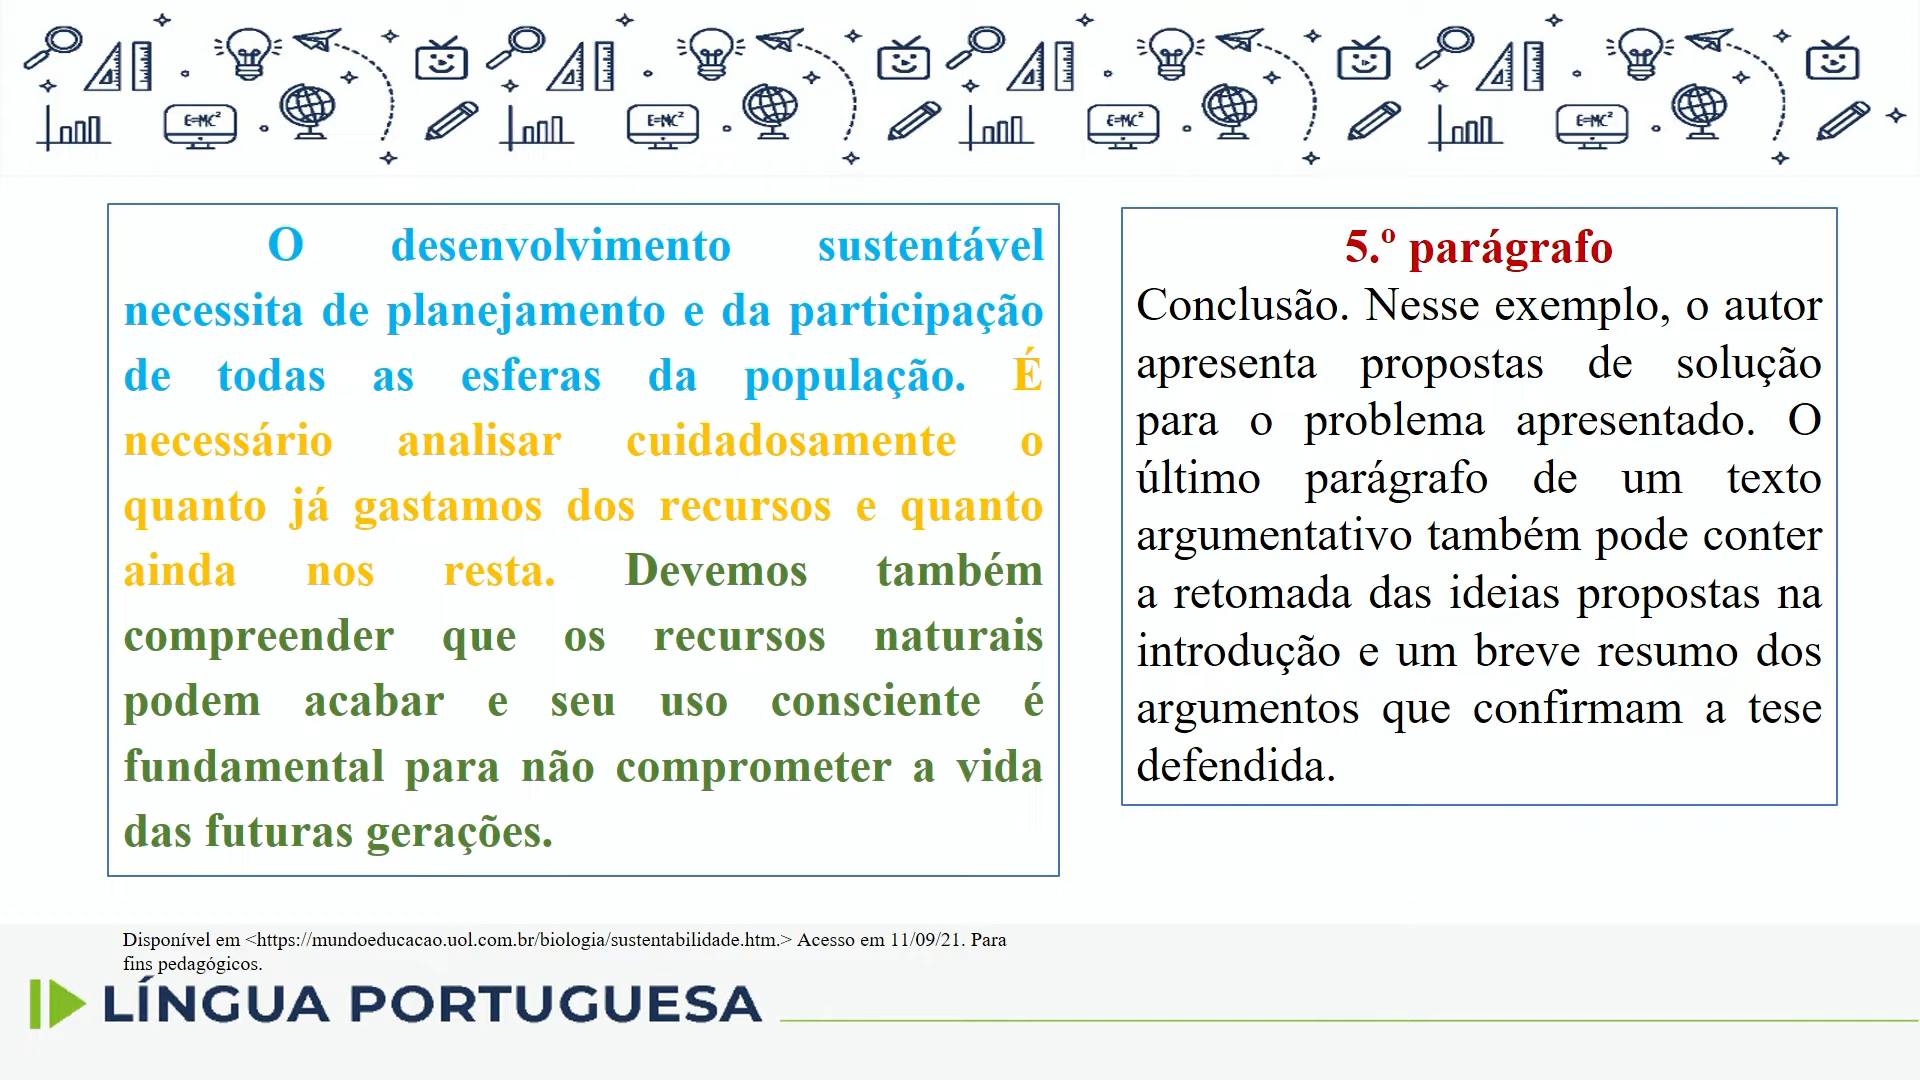 E=MC²
E=MC²
E=MC²
E=MC²
O desenvolvimento sustentável
necessita de planejamento e da participação
de todas as esferas da população. É
necessário analisar cuidadosamente o
quanto já gastamos dos recursos e quanto
ainda nos resta. Devemos também
compreender que os recursos naturais
podem acabar e seu uso consciente é
fundamental para não comprometer a vida
das futuras gerações.
5.º parágrafo
Conclusão. Nesse exemplo, o autor
apresenta propostas de solução
para o problema apresentado. O
último parágrafo de um texto
argumentativo também pode conter
a retomada das ideias propostas na
introdução e um breve resumo dos
argumentos que confirmam a tese
defendida.
Disponível em <https://mundoeducacao.uol.com.br/biologia/sustentabilidade.htm.> Acesso em 11/09/21. Para
fins pedagógicos.
LÍNGUA PORTUGUESA